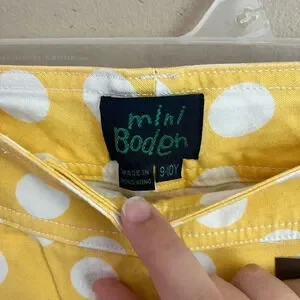 mini
Boden
MADE IN
HONG KONG
9-10Y